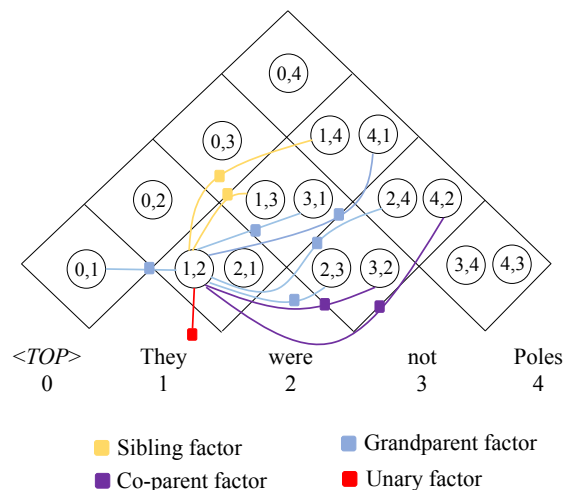 0,4
0,3 1,4 4,1
0,2 1,3 3,1 2,4 4,2
0,1 1,2 2,1 2,3 3,2 3,4 4,3
<TOP> They were not Poles
0 1 2 3 4
Sibling factor Grandparent factor
Co-parent factor Unary factor